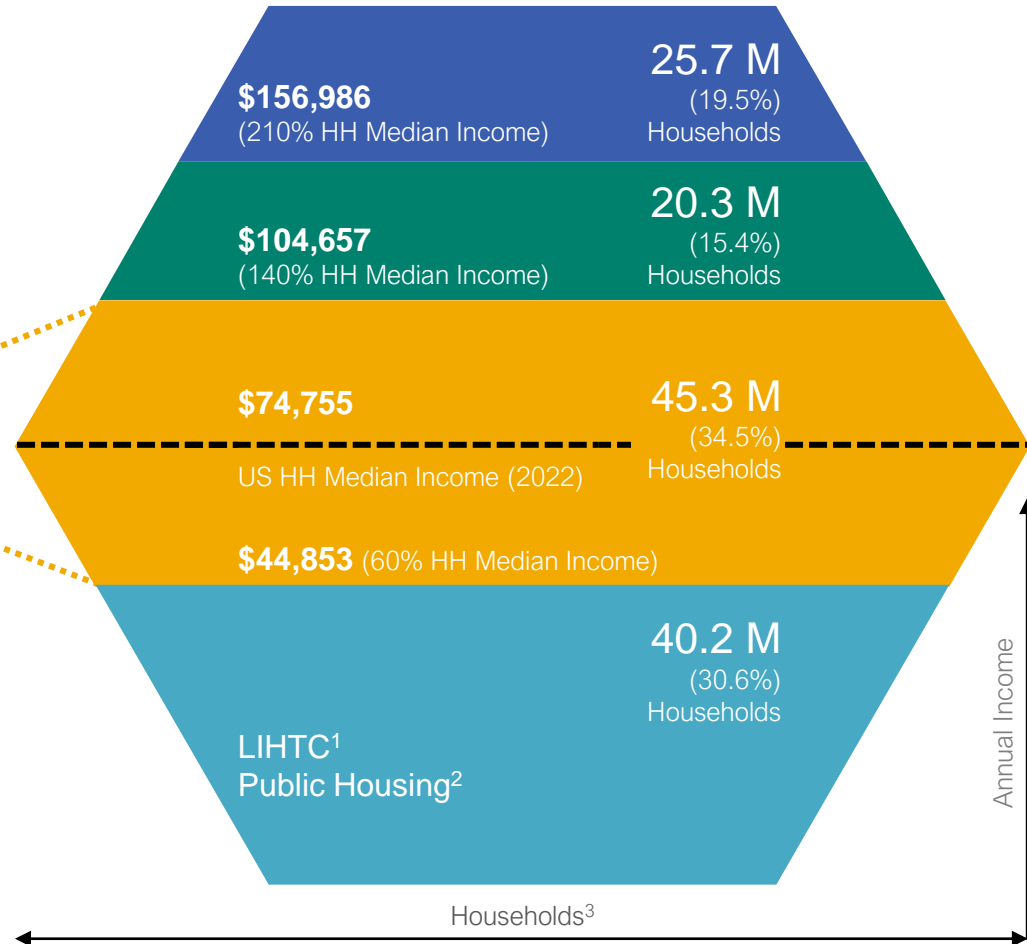 $156,986
(210% HH Median Income)
25.7 M
(19.5%)
Households
$104,657
(140% HH Median Income)
20.3 M
(15.4%)
Households
$74,755
US HH Median Income (2022)
45.3 M
(34.5%)
Households
$44,853 (60% HH Median Income)
40.2 M
(30.6%)
Households
LIHTC¹
Public Housing²
Annual Income
Households³